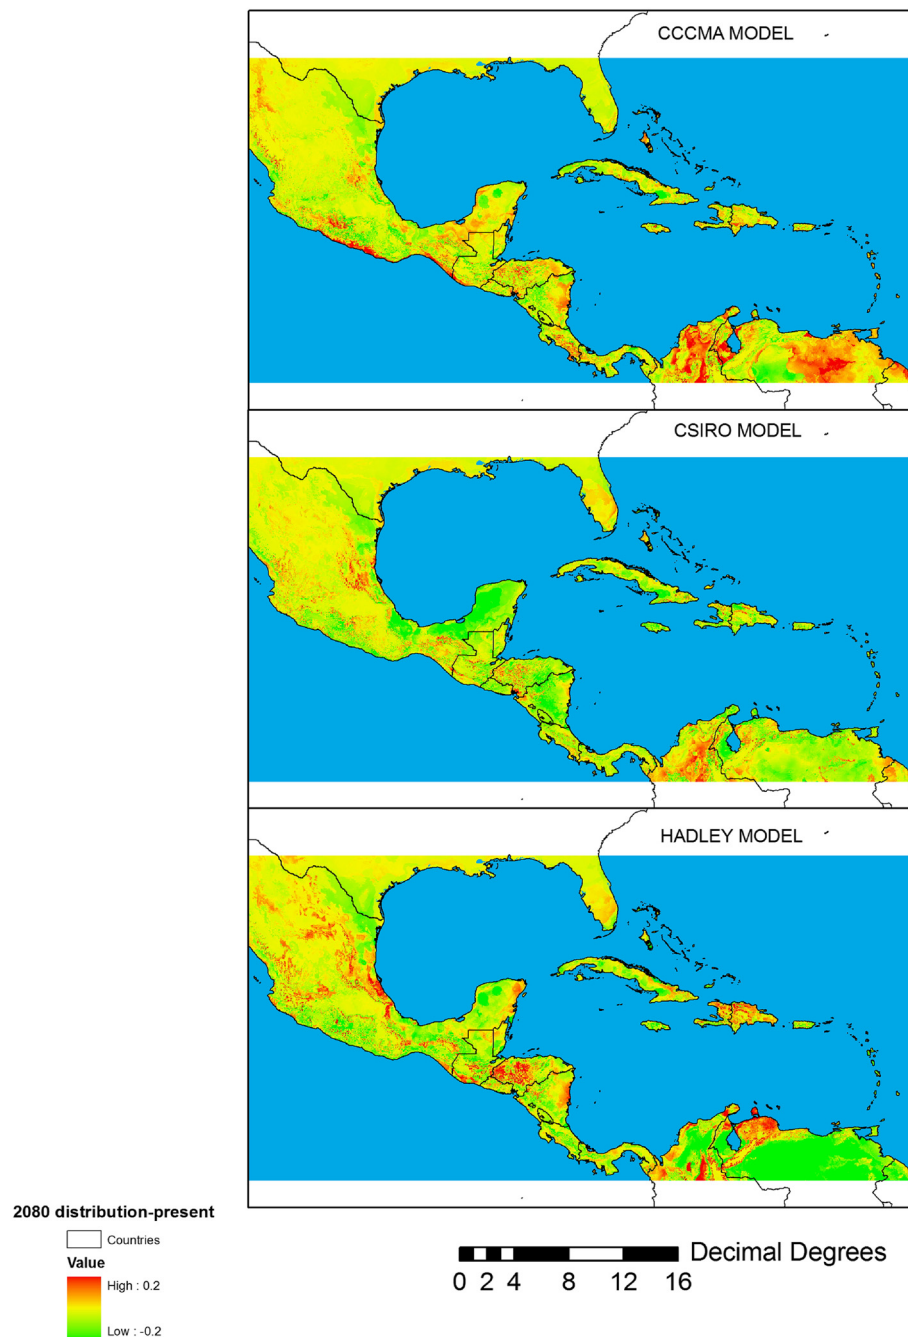 CCCMA MODEL
CSIRO MODEL
HADLEY MODEL
2080 distribution-present
Countries
Value
High : 0.2
Low : -0.2
Decimal Degrees
0 2 4 8 12 16